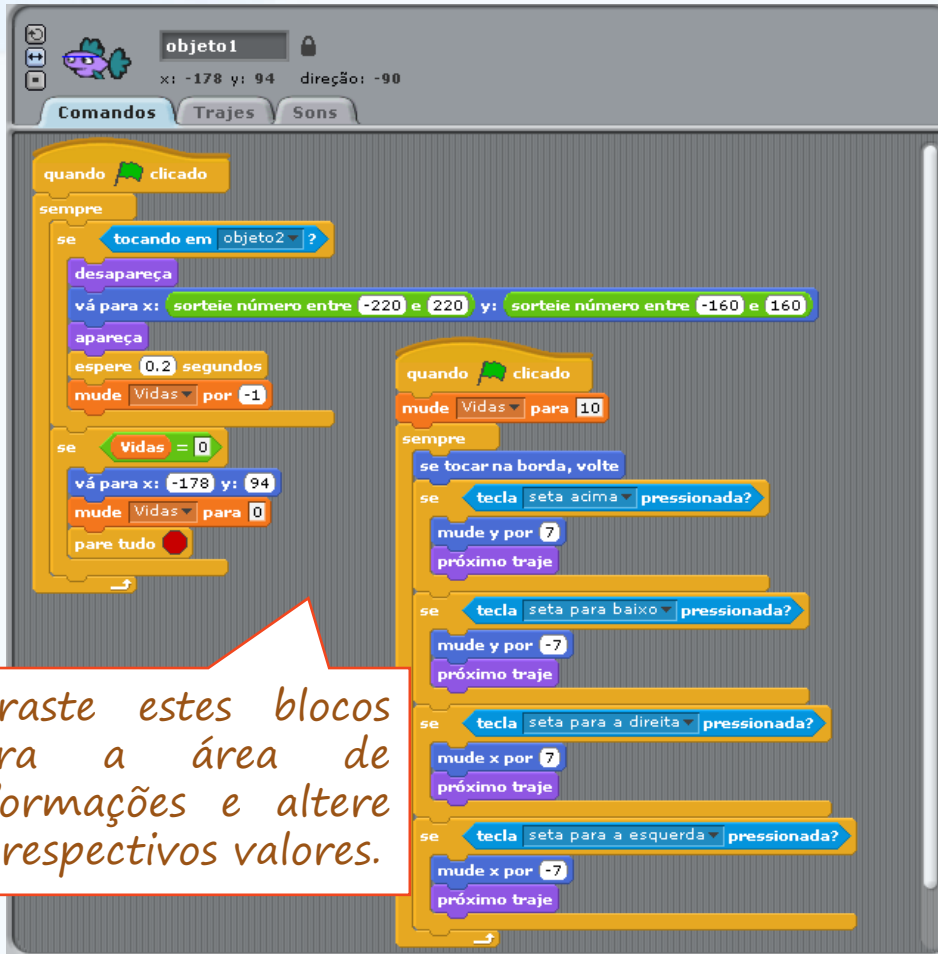 objeto1
x: -178 y: 94 direção: -90
Comandos Trajes Sons
quando clicado
sempre
se tocando em objeto2 ?
desapareça
vá para x: sorteie número entre -220 e 220 y: sorteie número entre -160 e 160
apareça
espere 0.2 segundos
mude Vidas por -1
se Vidas = 0
vá para x: -178 y: 94
mude Vidas para 0
pare tudo
quando clicado
mude Vidas para 10
sempre
se tocar na borda, volte
se tecla seta acima pressionada?
mude y por 7
próximo traje
se tecla seta para baixo pressionada?
mude y por -7
próximo traje
se tecla seta para a direita pressionada?
mude x por 7
próximo traje
se tecla seta para a esquerda pressionada?
mude x por -7
próximo traje
raste estes blocos
ra a área de
formações e altere
respectivos valores.